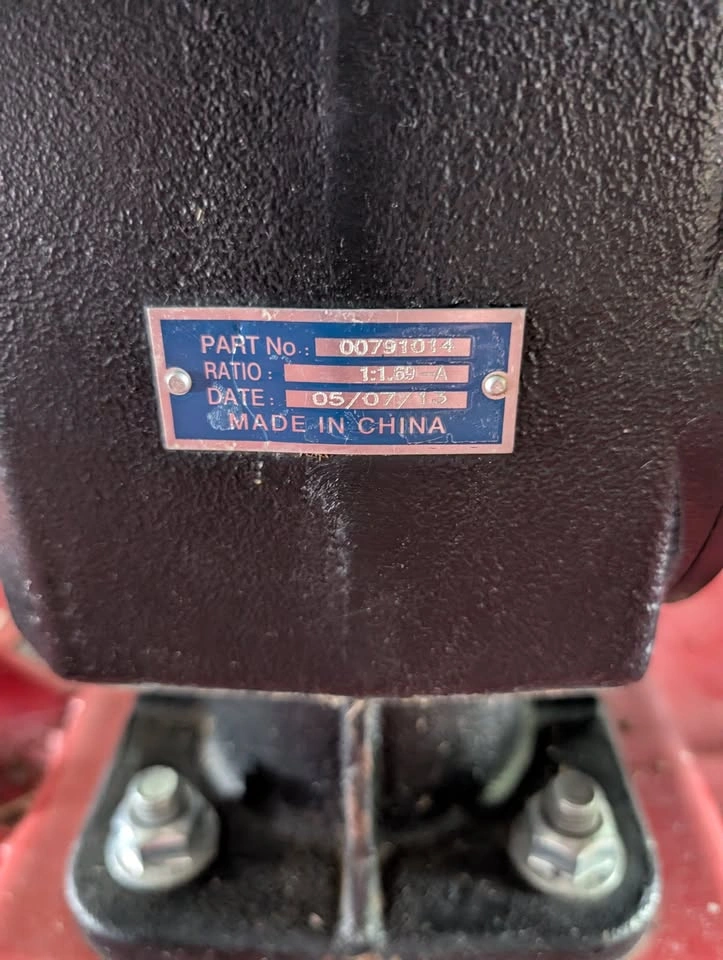 PART No.: 00791014
RATIO: 1:1.69-A
DATE: 05/07/13
MADE IN CHINA